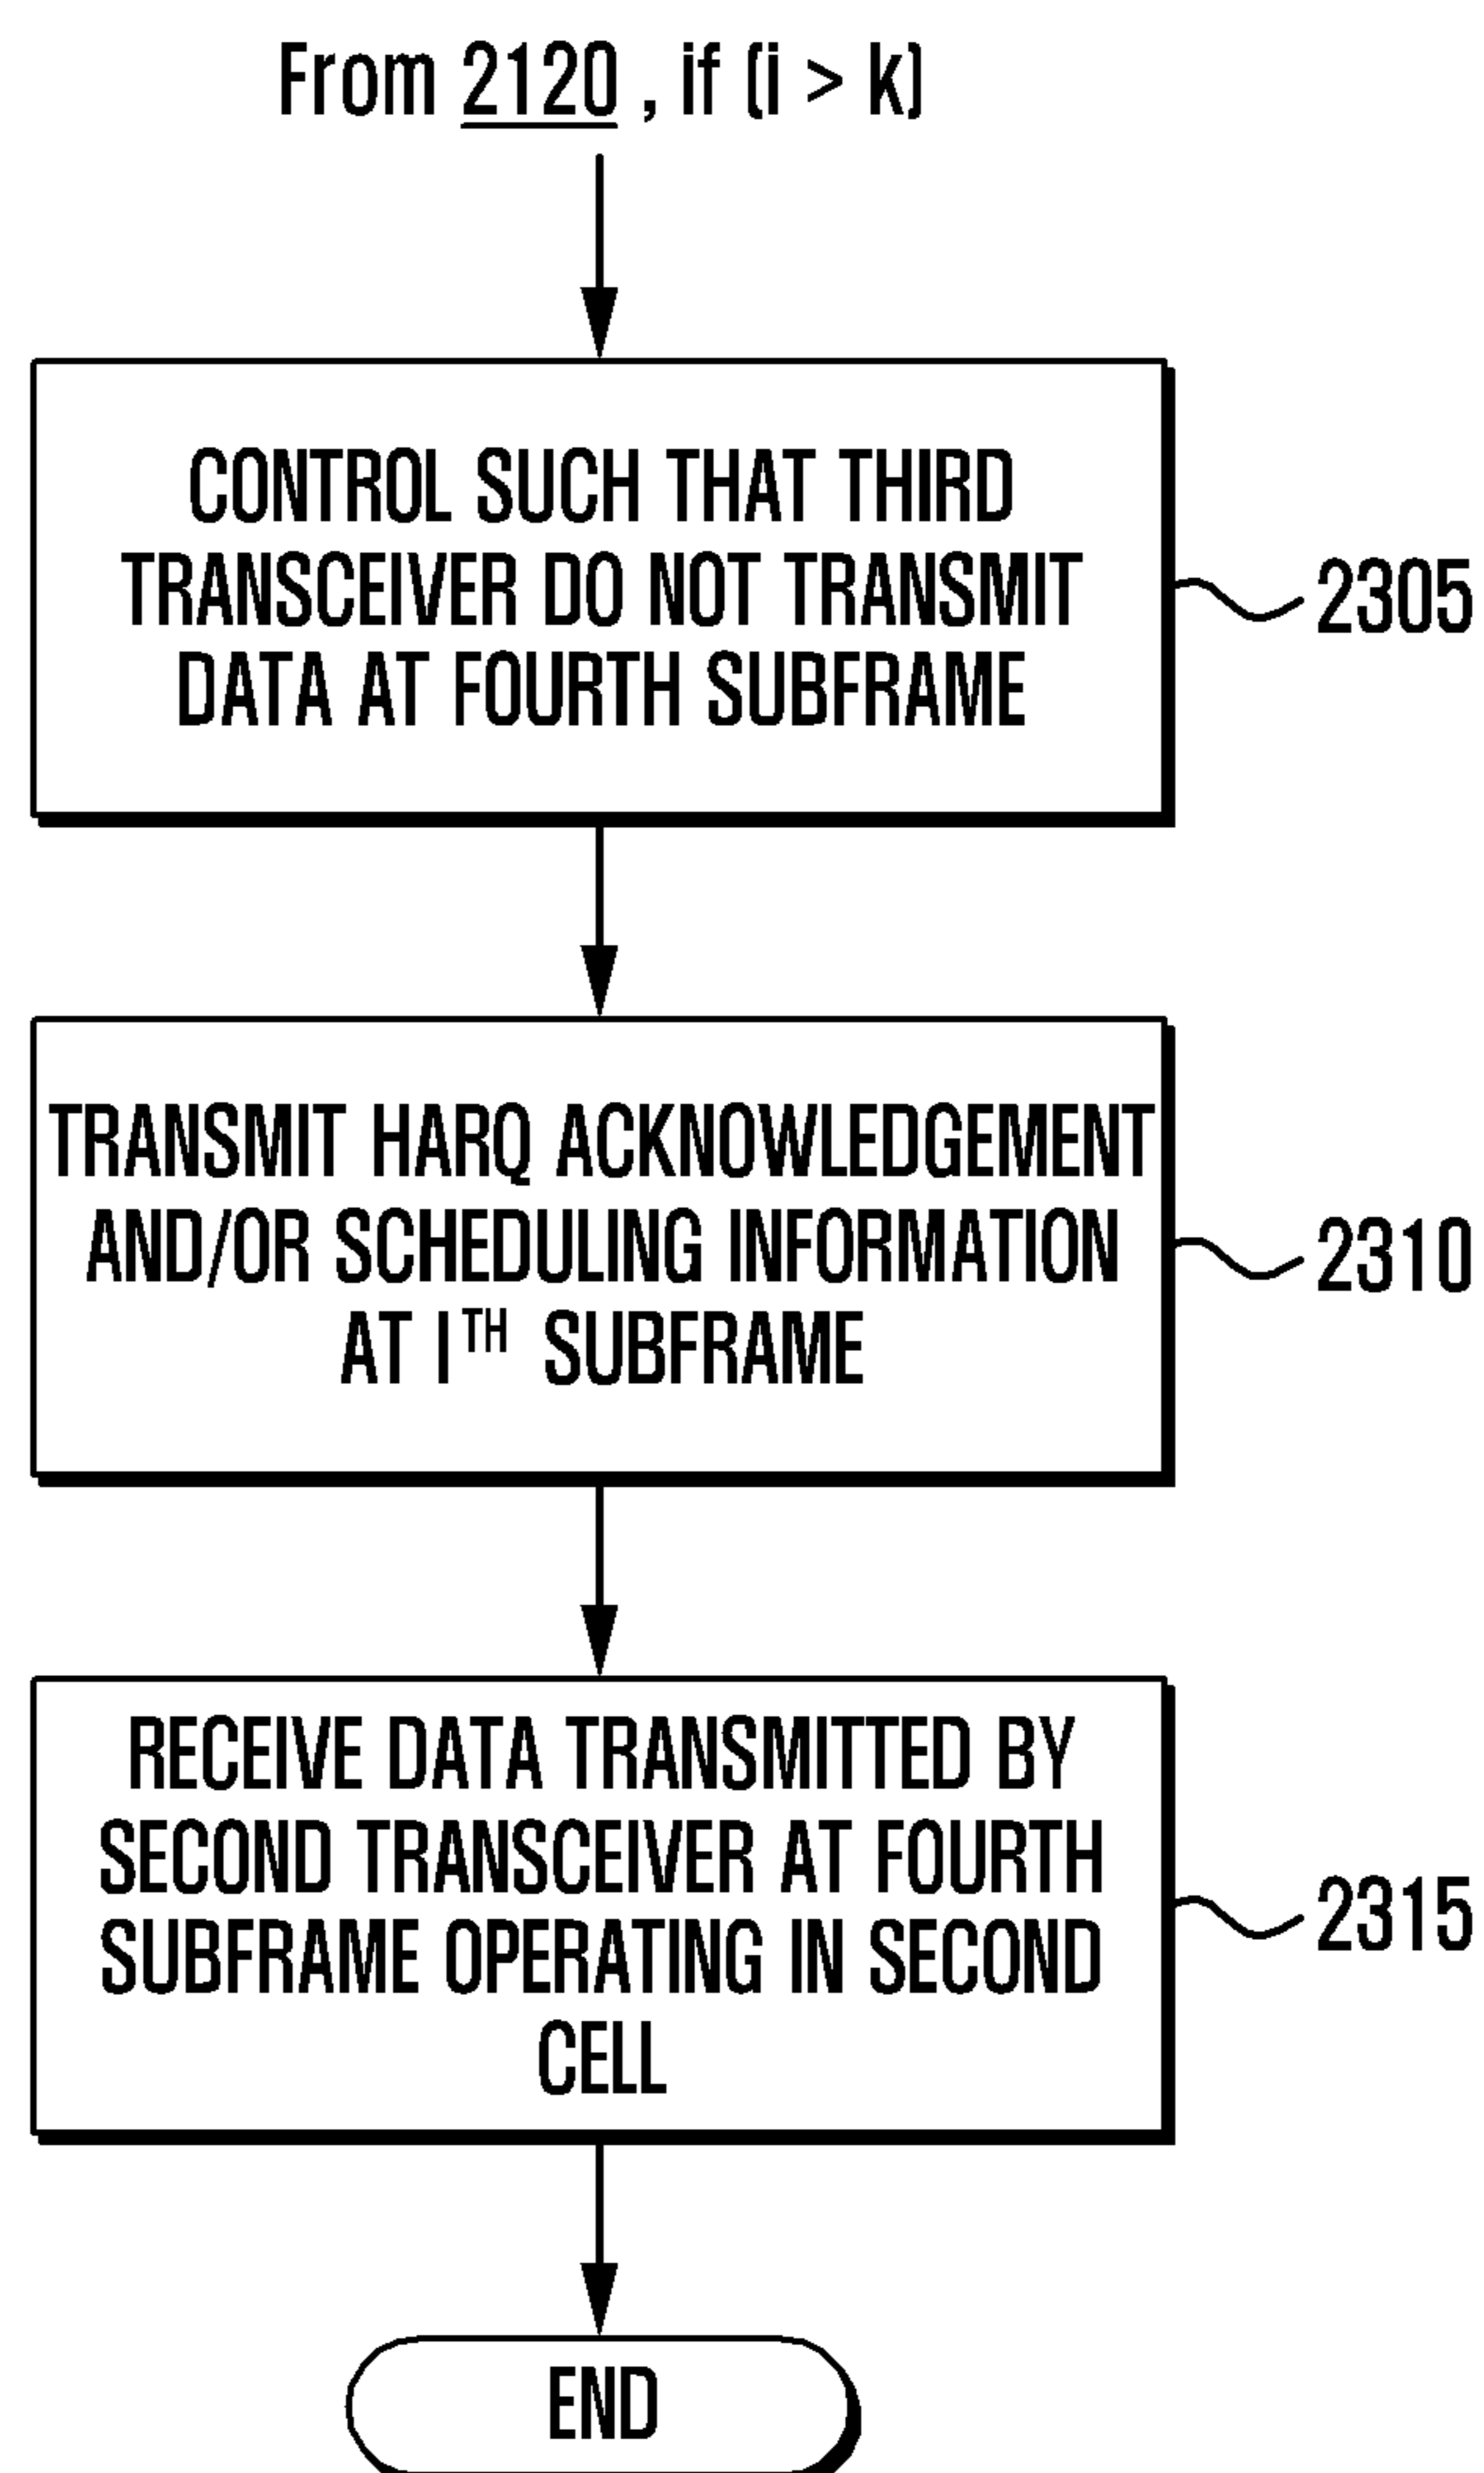 From 2120 , if (i > k)
CONTROL SUCH THAT THIRD
TRANSCEIVER DO NOT TRANSMIT
DATA AT FOURTH SUBFRAME
2305
TRANSMIT HARQ ACKNOWLEDGEMENT
AND/OR SCHEDULING INFORMATION
AT I^TH SUBFRAME
2310
RECEIVE DATA TRANSMITTED BY
SECOND TRANSCEIVER AT FOURTH
SUBFRAME OPERATING IN SECOND
CELL
2315
END